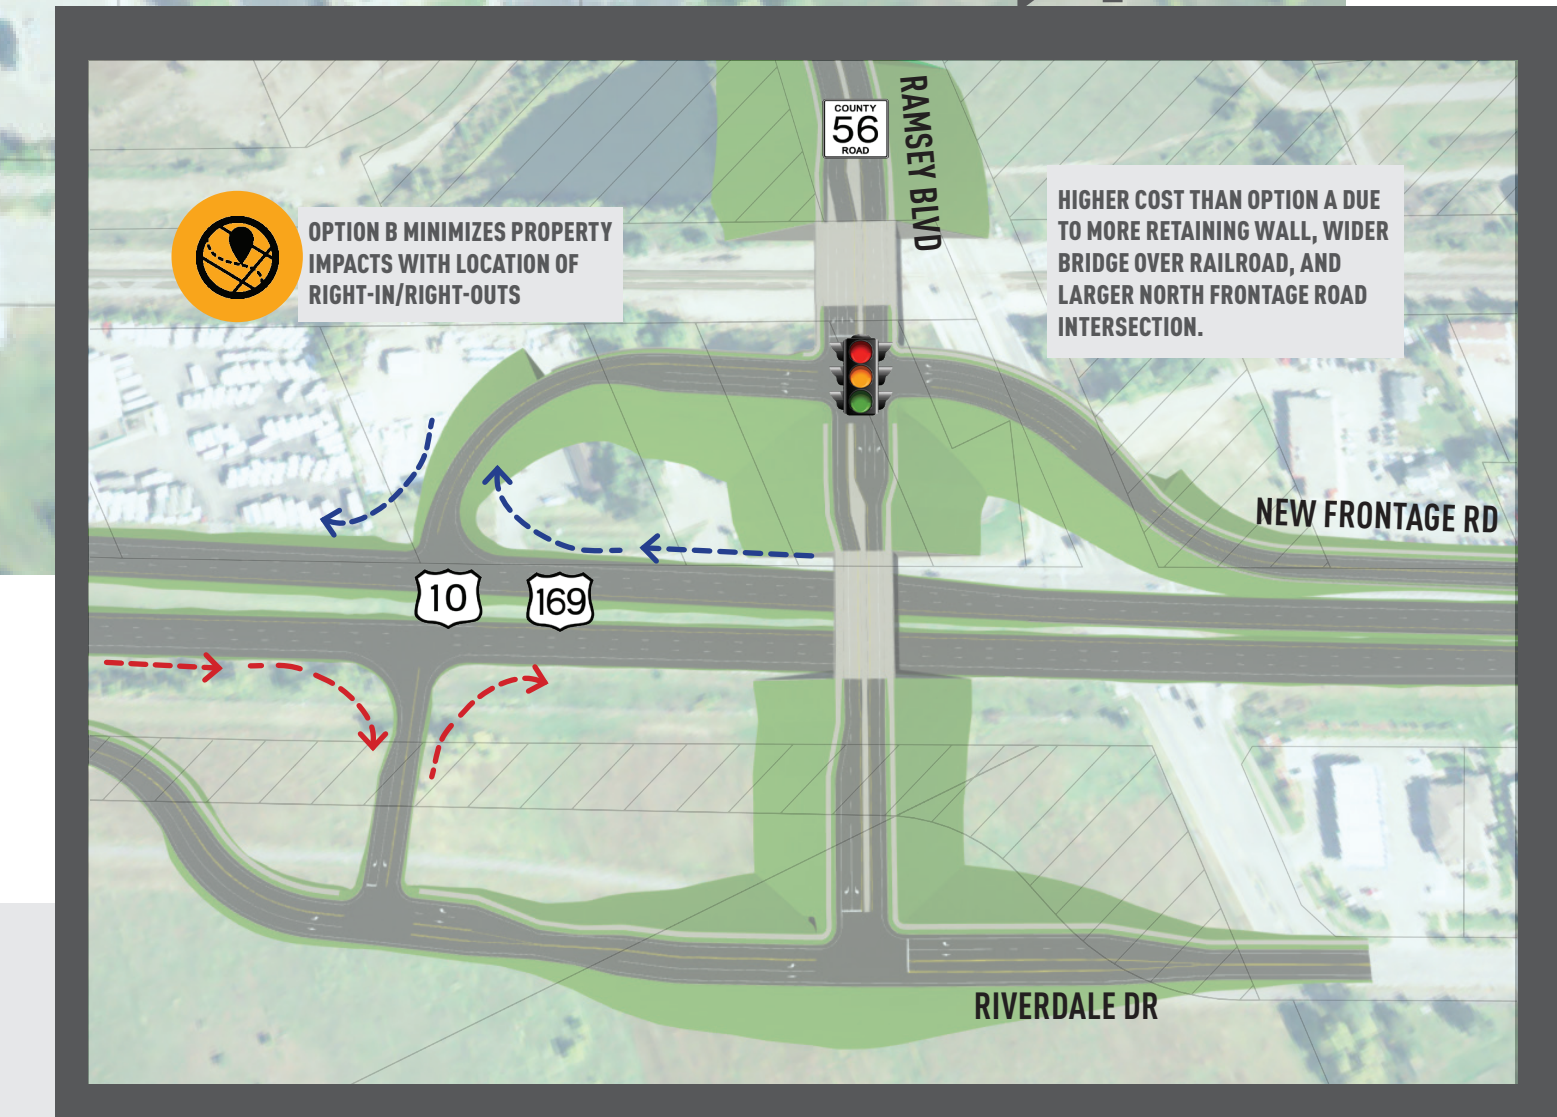 COUNTY
56
ROAD
RAMSEY BLVD
OPTION B MINIMIZES PROPERTY
IMPACTS WITH LOCATION OF
RIGHT-IN/RIGHT-OUTS
HIGHER COST THAN OPTION A DUE
TO MORE RETAINING WALL, WIDER
BRIDGE OVER RAILROAD, AND
LARGER NORTH FRONTAGE ROAD
INTERSECTION.
NEW FRONTAGE RD
10
169
RIVERDALE DR